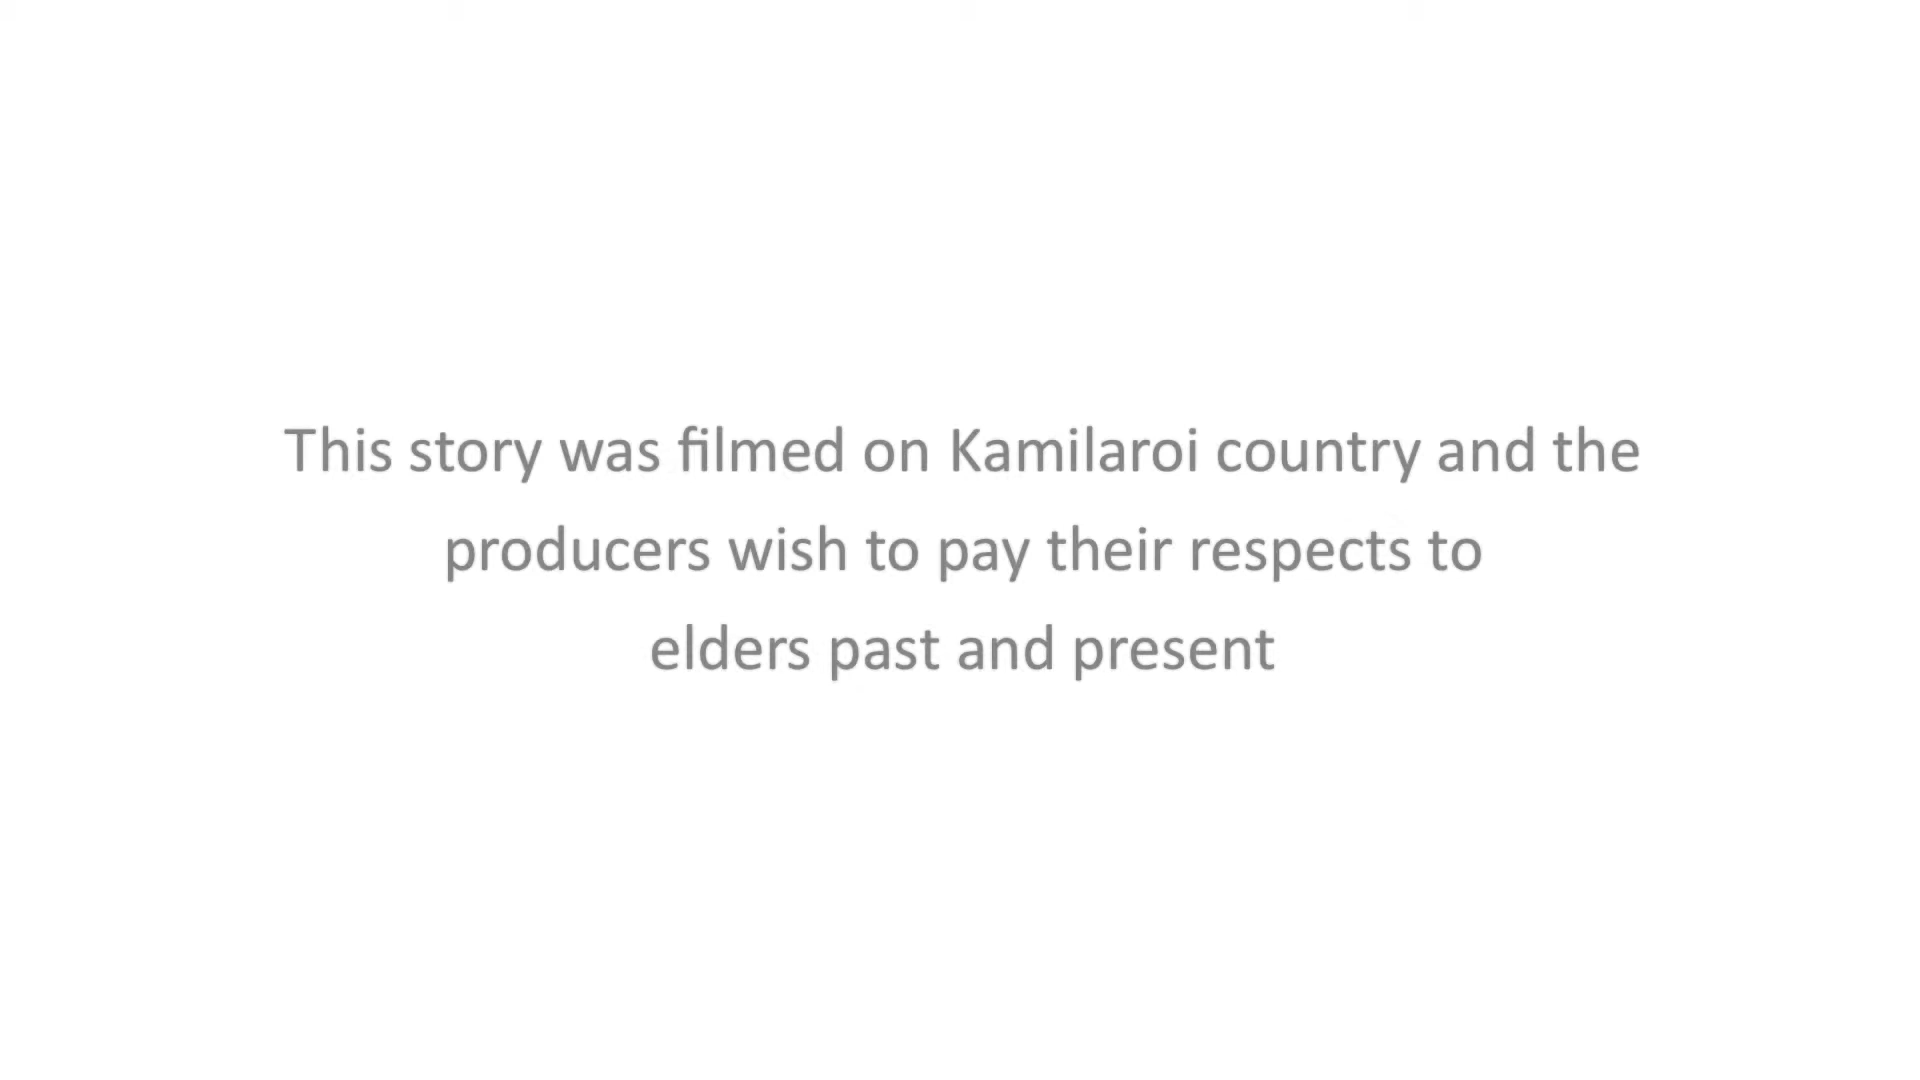 This story was filmed on Kamilaroi country and the
producers wish to pay their respects to
elders past and present